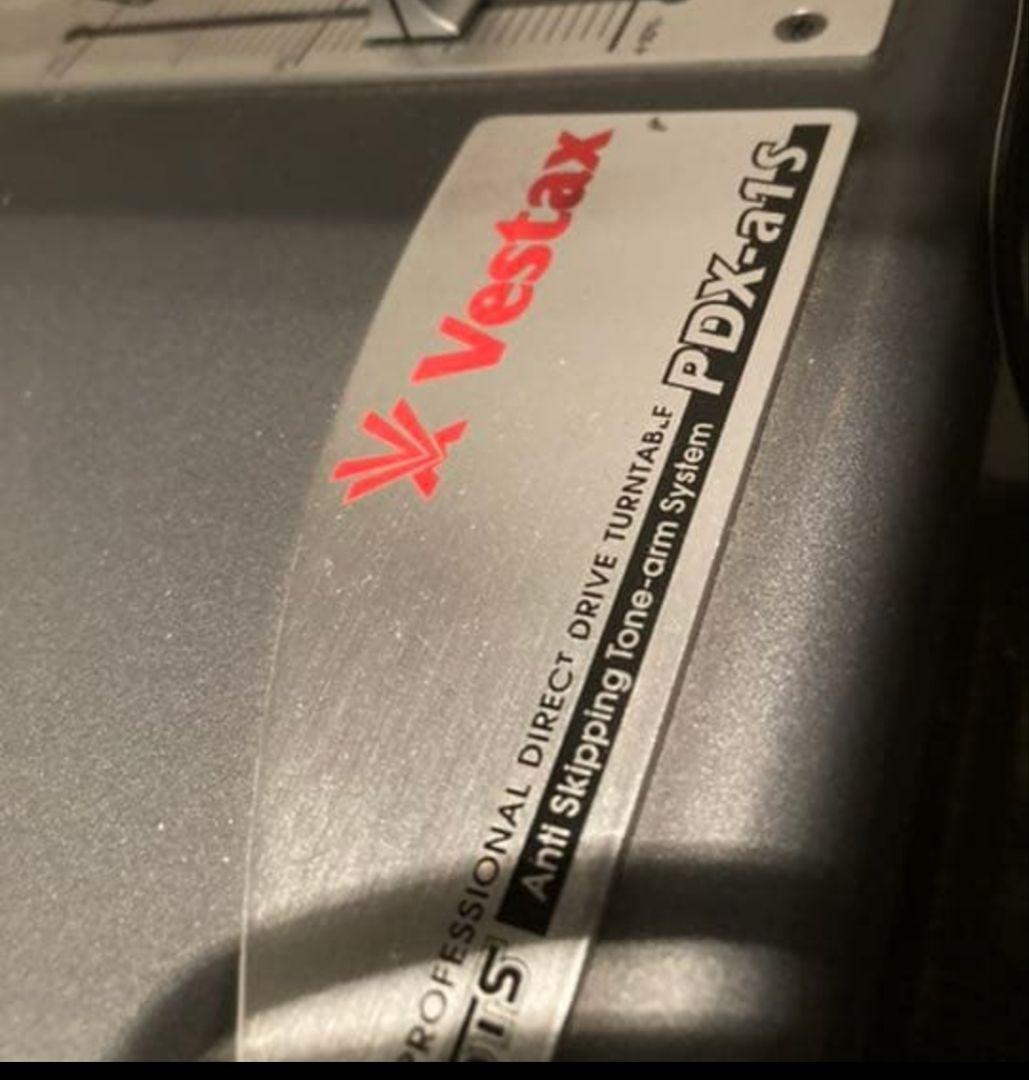 Vestax
PROFESSIONAL DIRECT DRIVE TURNTABLE
Anti Skipping Tone-arm System PDX-a1S